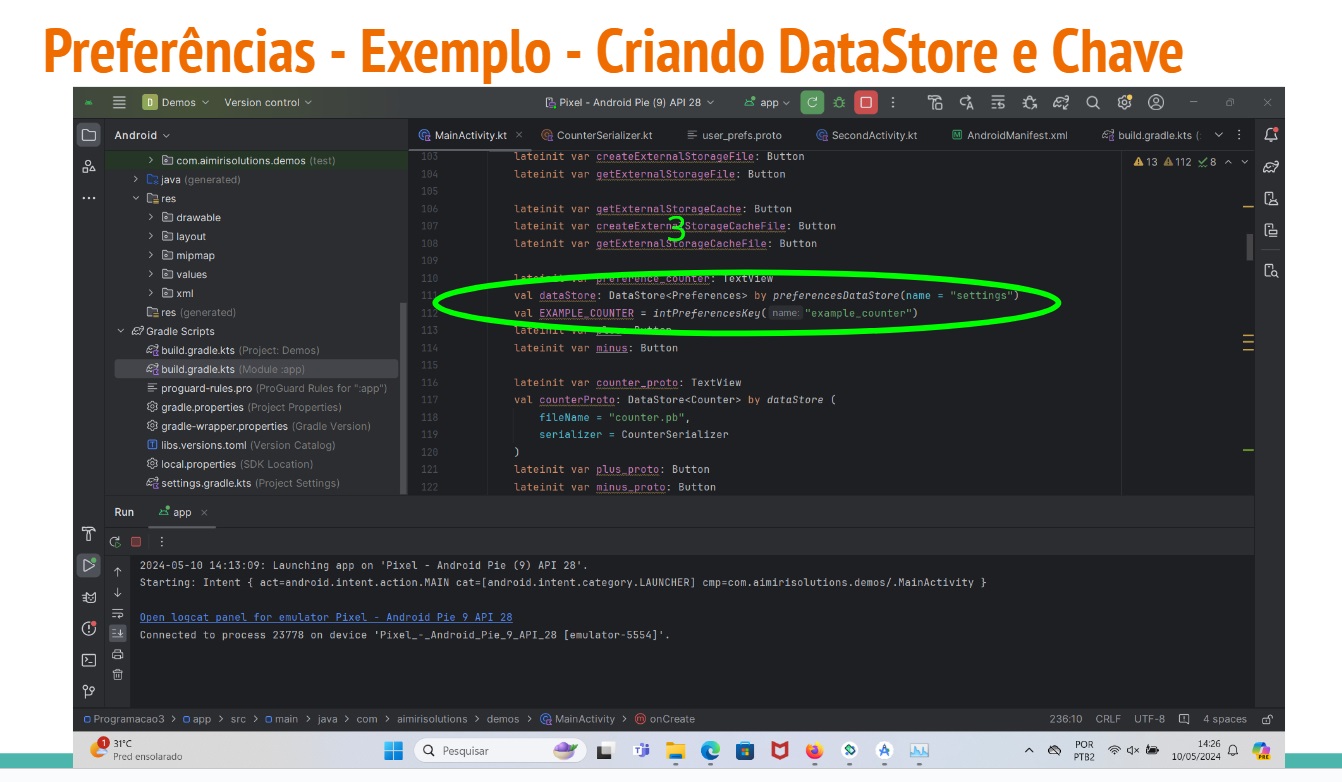 Preferências - Exemplo - Criando DataStore e Chave
D Demos Version control Pixel - Android Pie (9) API 28 app
Android MainActivity.kt CounterSerializer.kt user_prefs.proto SecondActivity.kt AndroidManifest.xml build.gradle.kts (
com.aimirisolutions.demos (test)
java (generated)
res
drawable
layout
mipmap
values
xml
res (generated)
Gradle Scripts
build.gradle.kts (Project: Demos)
build.gradle.kts (Module :app)
proguard-rules.pro (ProGuard Rules for ":app")
gradle.properties (Project Properties)
gradle-wrapper.properties (Gradle Version)
libs.versions.toml (Version Catalog)
local.properties (SDK Location)
settings.gradle.kts (Project Settings)
13 112 8
103 lateinit var createExternalStorageFile: Button
104 lateinit var getExternalStorageFile: Button
105
106 lateinit var getExternalStorageCache: Button
3
107 lateinit var createExternalStorageCacheFile: Button
108 lateinit var getExternalStorageCacheFile: Button
109
110 lateinit var preference_counter: TextView
111 val dataStore: DataStore<Preferences> by preferencesDataStore(name = "settings")
112 val EXAMPLE_COUNTER = intPreferencesKey( name: "example_counter")
113 lateinit var plus: Button
114 lateinit var minus: Button
115
116 lateinit var counter_proto: TextView
117 val counterProto: DataStore<Counter> by dataStore (
118 fileName = "counter.pb",
119 serializer = CounterSerializer
120 )
121 lateinit var plus_proto: Button
122 lateinit var minus_proto: Button
Run app
2024-05-10 14:13:09: Launching app on 'Pixel - Android Pie (9) API 28'.
Starting: Intent { act=android.intent.action.MAIN cat=[android.intent.category.LAUNCHER] cmp=com.aimirisolutions.demos/.MainActivity }
Open logcat panel for emulator Pixel - Android Pie 9 API 28
Connected to process 23778 on device 'Pixel_-_Android_Pie_9_API_28 [emulator-5554]'.
Programacao3 > app > src > main > java > com > aimirisolutions > demos > MainActivity > onCreate 236:10 CRLF UTF-8 4 spaces
1 31°C
Pred ensolarado
Pesquisar
POR
PTB2
14:26
10/05/2024
PRE